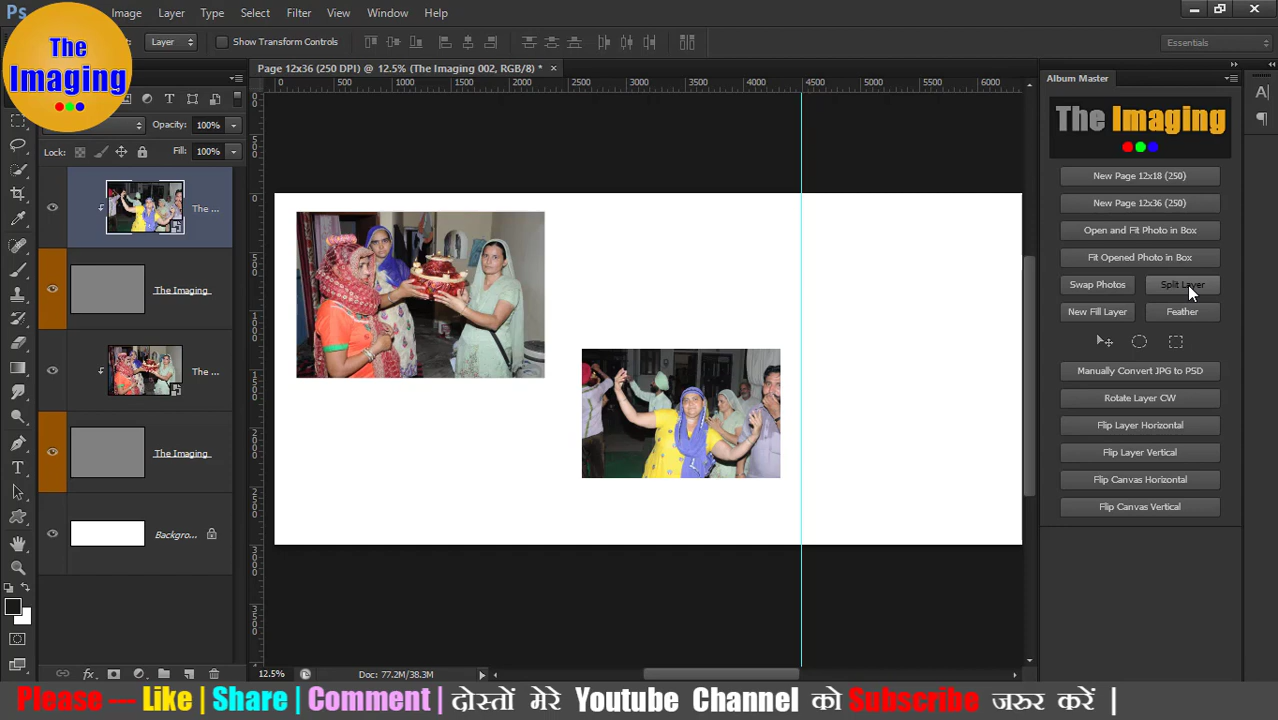 Ps Image Layer Type Select Filter View Window Help
The Imaging
Layer Show Transform Controls Essentials
Page 12x36 (250 DPI) @ 12.5% (The Imaging 002, RGB/8) * ×
Album Master
Opacity: 100%
Lock: Fill: 100%
0 500 1000 1500 2000 2500 3000 3500 4000 4500 5000 5500 6000
The ...
The Imaging
The ...
The Imaging
Backgro...
The Imaging
New Page 12x18 (250)
New Page 12x36 (250)
Open and Fit Photo in Box
Fit Opened Photo in Box
Swap Photos Split Layer
New Fill Layer Feather
Manually Convert JPG to PSD
Rotate Layer CW
Flip Layer Horizontal
Flip Layer Vertical
Flip Canvas Horizontal
Flip Canvas Vertical
12.5% Doc: 77.2M/38.3M
Please --- Like | Share | Comment | दोस्तों मेरे Youtube Channel को Subscribe जरुर करें |